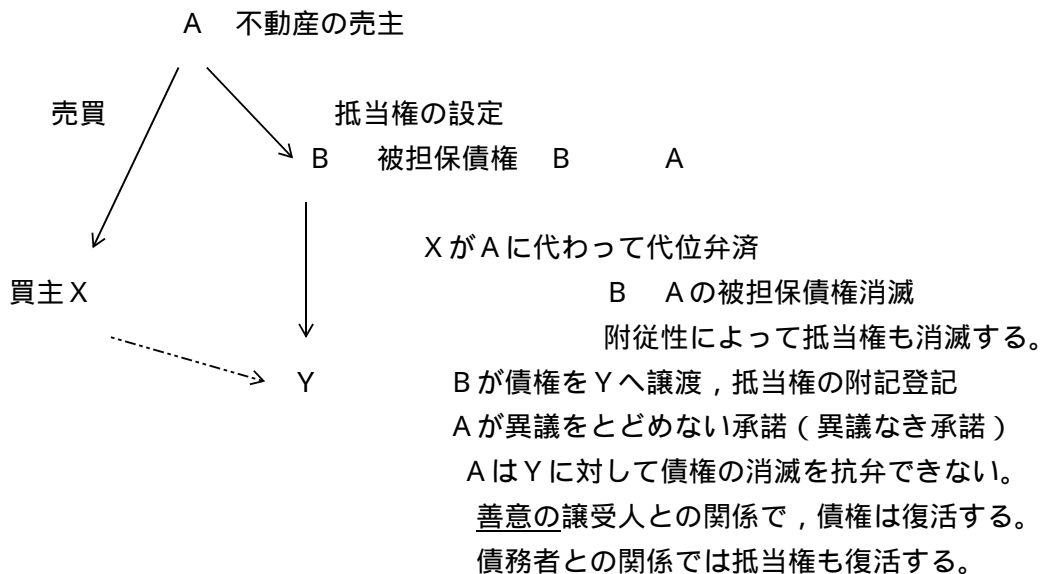 A 不動産の売主
売買 抵当権の設定
B 被担保債権 B A
XがAに代わって代位弁済
買主X B Aの被担保債権消滅
附従性によって抵当権も消滅する。
Y Bが債権をYへ譲渡,抵当権の附記登記
Aが異議をとどめない承諾(異議なき承諾)
AはYに対して債権の消滅を抗弁できない。
善意の譲受人との関係で,債権は復活する。
債務者との関係では抵当権も復活する。